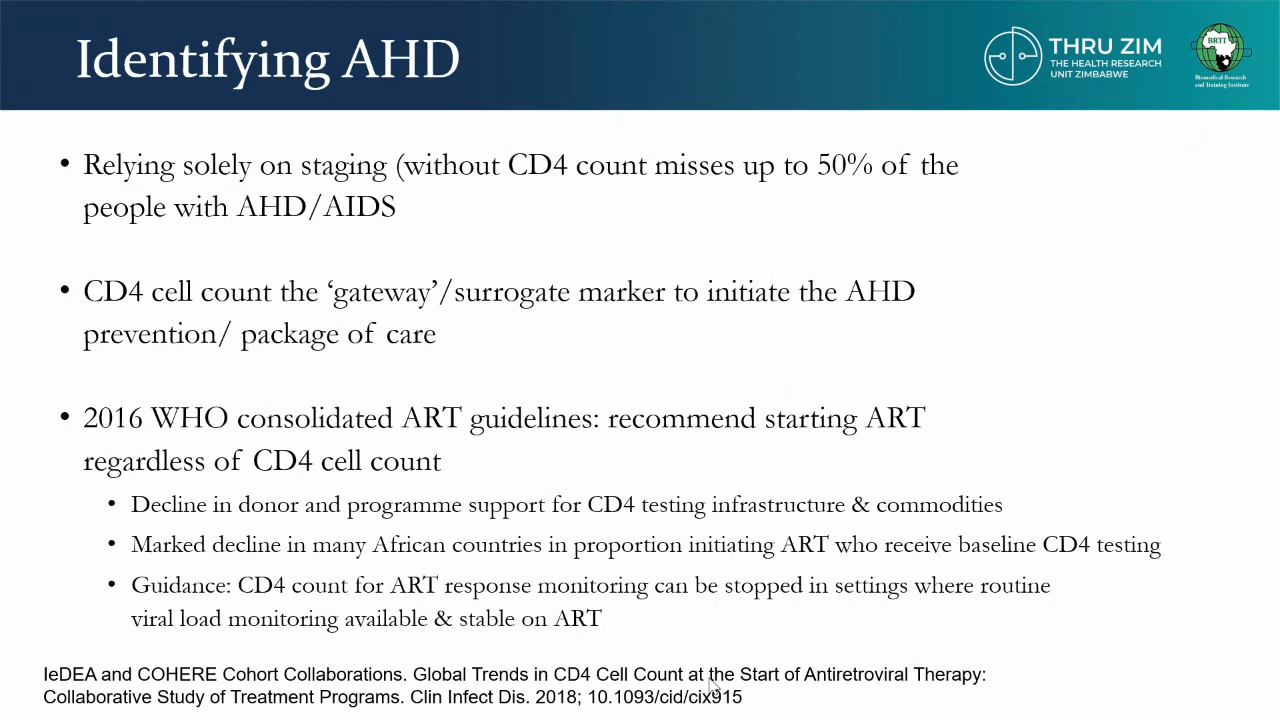 Identifying AHD
THRU ZIM
THE HEALTH RESEARCH
UNIT ZIMBABWE
BRTI
Biomedical Research
and Training Institute
• Relying solely on staging (without CD4 count misses up to 50% of the
people with AHD/AIDS
• CD4 cell count the ‘gateway’/surrogate marker to initiate the AHD
prevention/ package of care
• 2016 WHO consolidated ART guidelines: recommend starting ART
regardless of CD4 cell count
• Decline in donor and programme support for CD4 testing infrastructure & commodities
• Marked decline in many African countries in proportion initiating ART who receive baseline CD4 testing
• Guidance: CD4 count for ART response monitoring can be stopped in settings where routine
viral load monitoring available & stable on ART
IeDEA and COHERE Cohort Collaborations. Global Trends in CD4 Cell Count at the Start of Antiretroviral Therapy:
Collaborative Study of Treatment Programs. Clin Infect Dis. 2018; 10.1093/cid/cix915